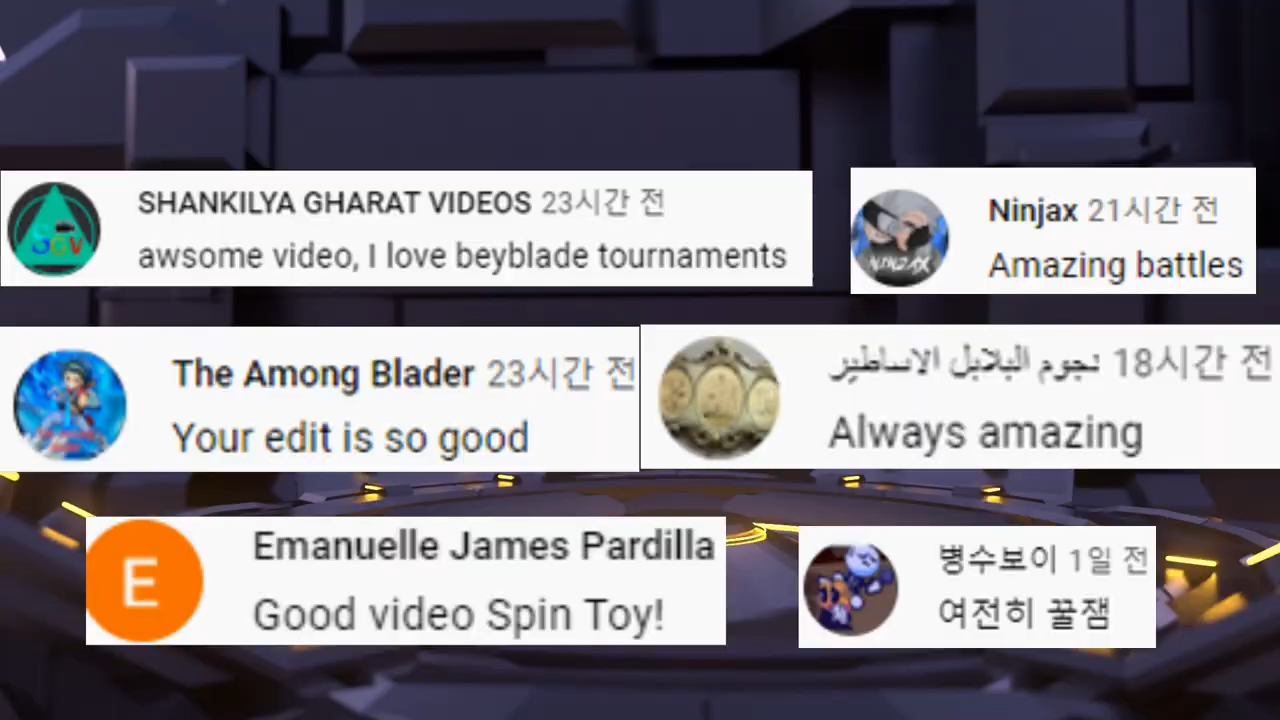 SHANKILYA GHARAT VIDEOS 23시간 전
awsome video, I love beyblade tournaments
Ninjax 21시간 전
Amazing battles
NINJAX
The Among Blader 23시간 전
Your edit is so good
نجوم البلابل الاساطير 18시간 전
Always amazing
E
Emanuelle James Pardilla
Good video Spin Toy!
병수보이 1일 전
여전히 꿀잼